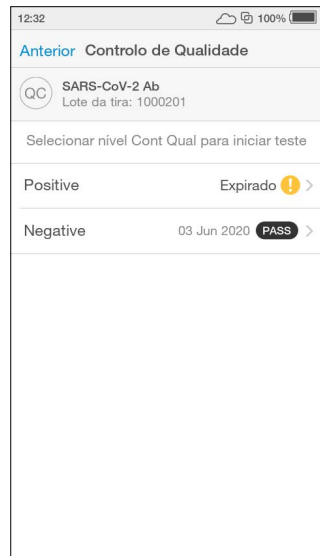 12:32 100%
Anterior Controlo de Qualidade
QC
SARS-CoV-2 Ab
Lote da tira: 1000201
Selecionar nível Cont Qual para iniciar teste
Positive Expirado !
Negative 03 Jun 2020 PASS